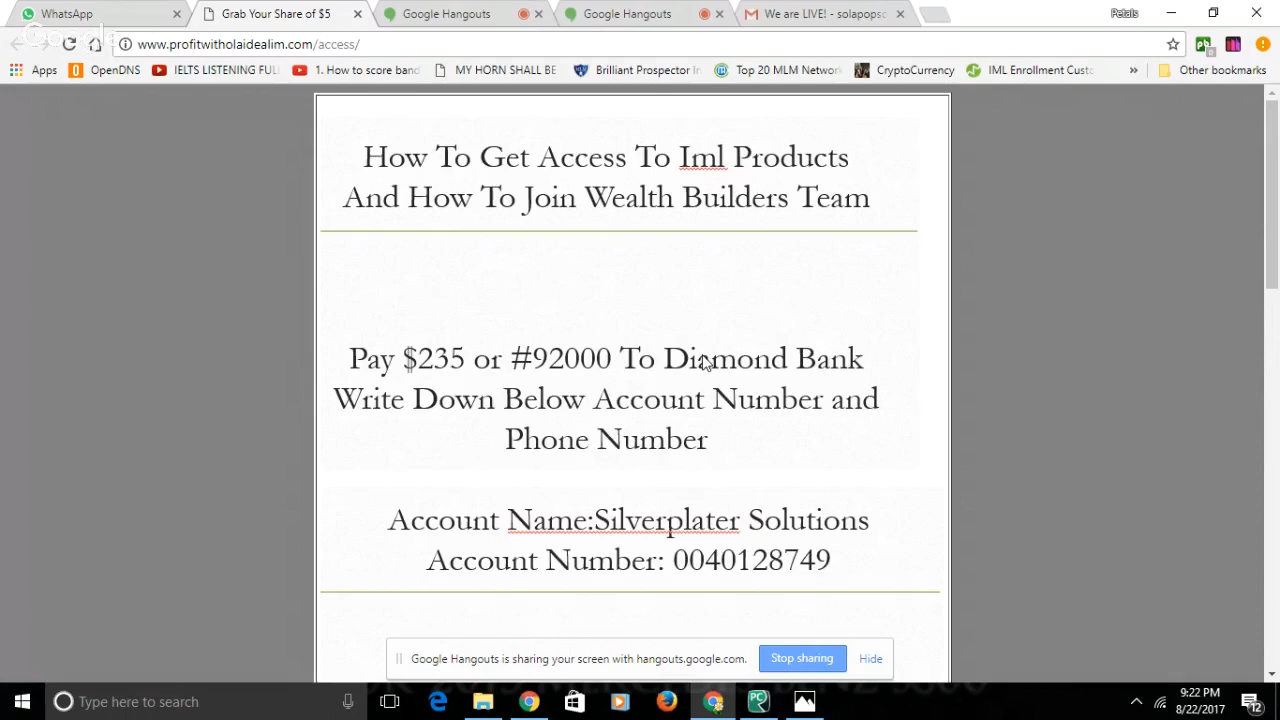 WhatsApp
Grab Your Share of $5
Google Hangouts
Google Hangouts
We are LIVE! - solapopsc
Petals
www.profitwitholaidealim.com/access/
Apps
OpenDNS
IELTS LISTENING FULL
1. How to score band
MY HORN SHALL BE
Brilliant Prospector In
Top 20 MLM Network
CryptoCurrency
IML Enrollment Custo
Other bookmarks
How To Get Access To Iml Products
And How To Join Wealth Builders Team
Pay $235 or #92000 To Diamond Bank
Write Down Below Account Number and
Phone Number
Account Name:Silverplater Solutions
Account Number: 0040128749
Google Hangouts is sharing your screen with hangouts.google.com.
Stop sharing
Hide
Type here to search
9:22 PM
8/22/2017
12